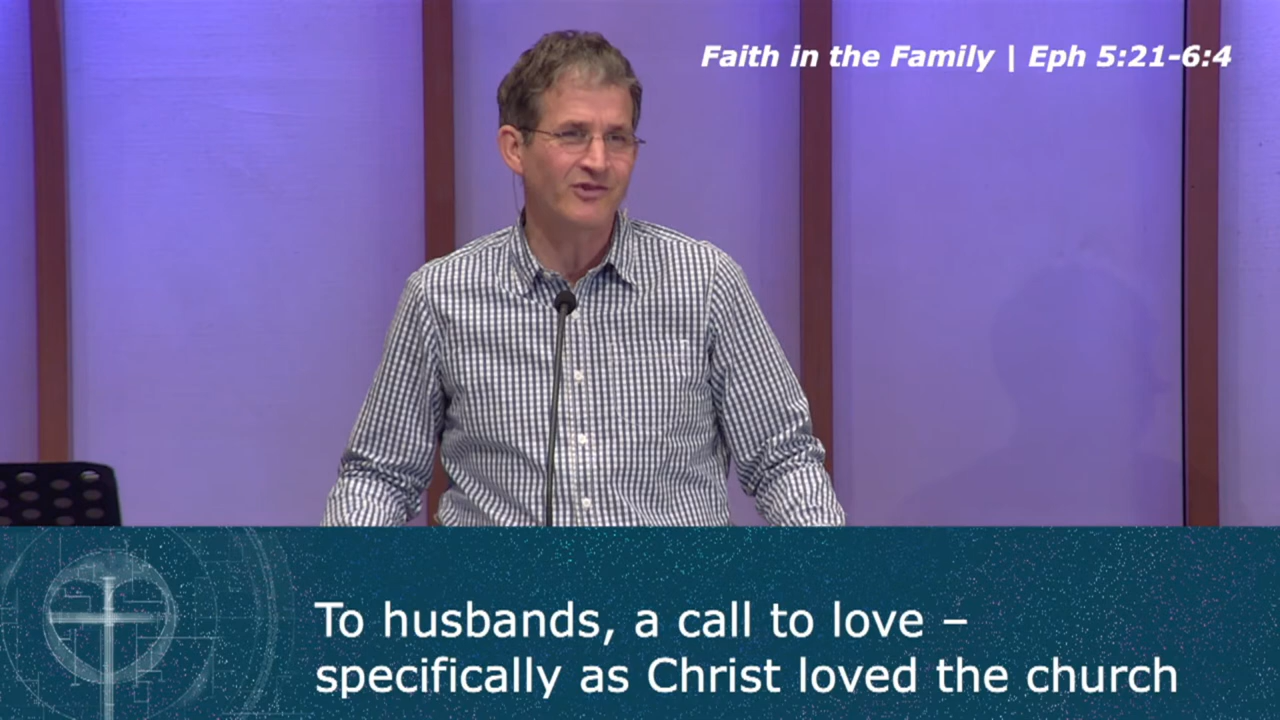 Faith in the Family | Eph 5:21-6:4
To husbands, a call to love –
specifically as Christ loved the church